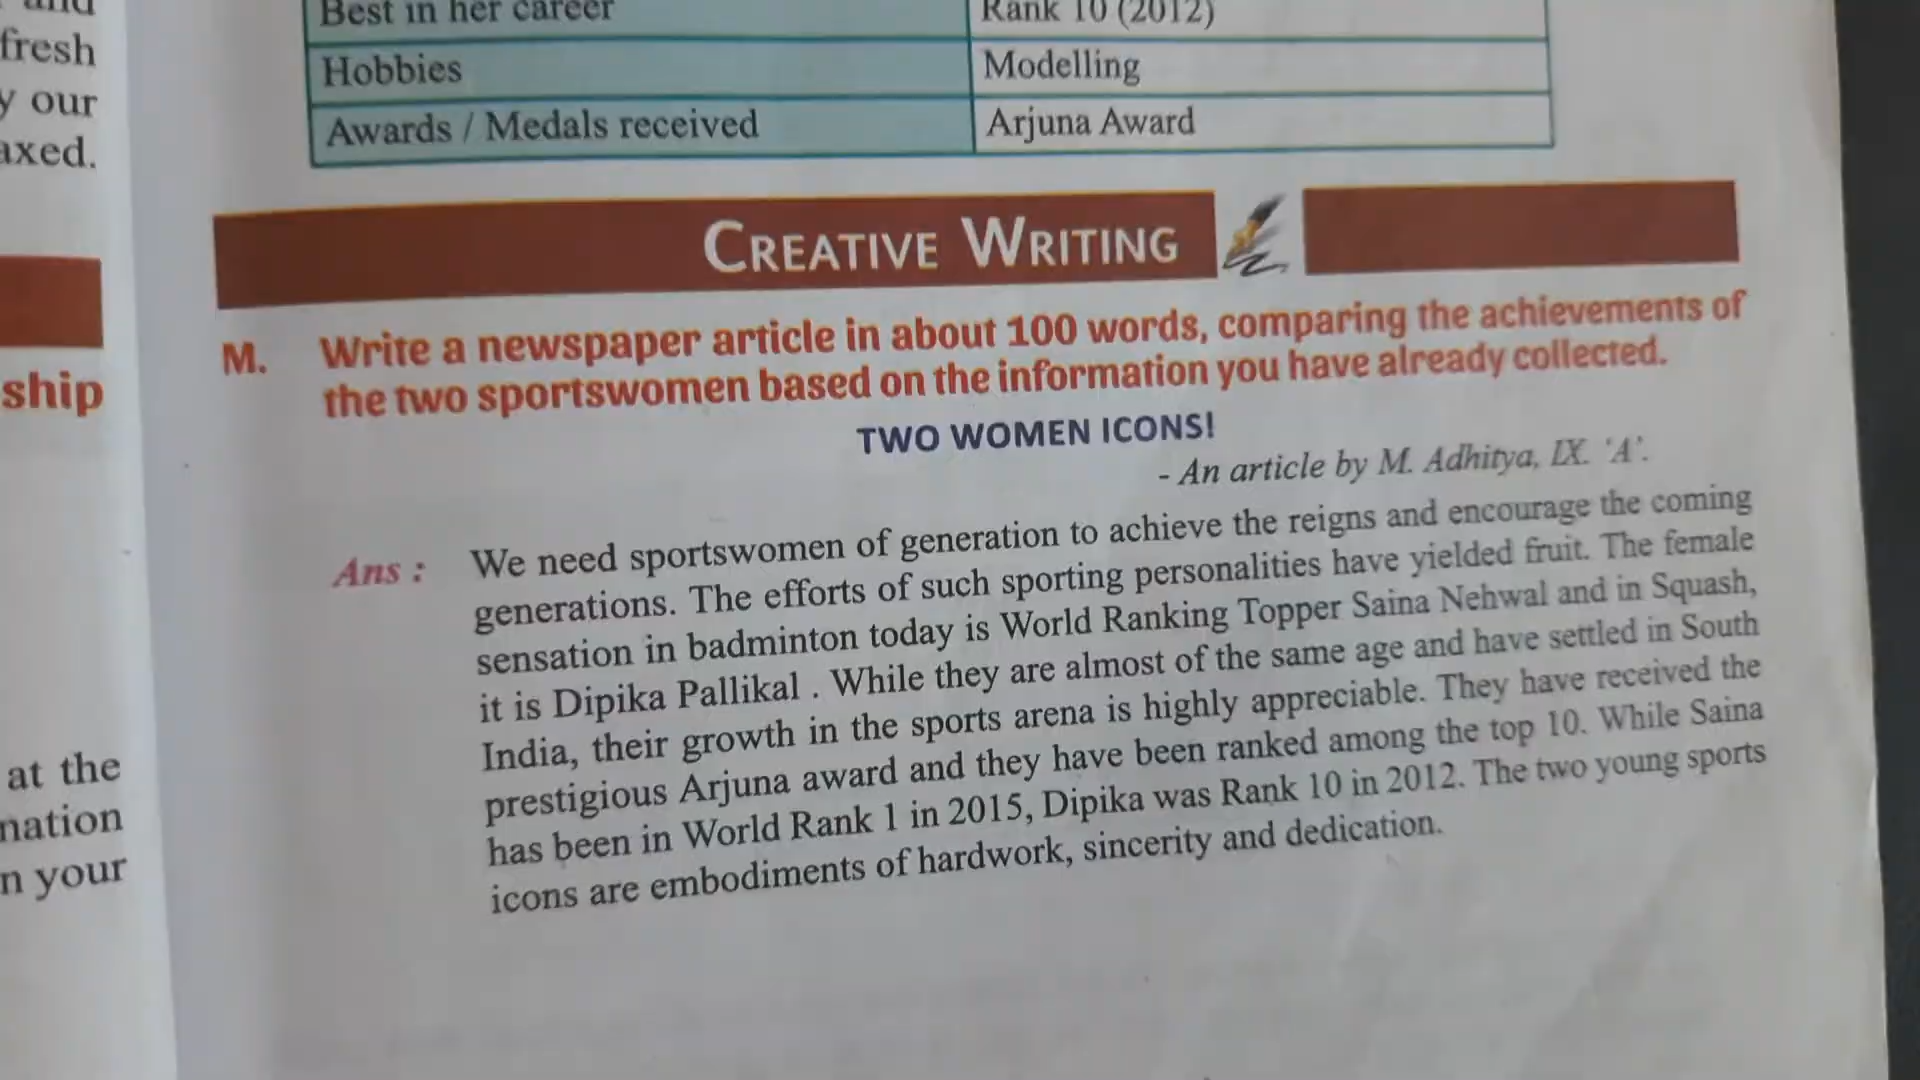 fresh
y our
axed.
ship
at the
nation
n your
Best in her career
Rank 10 (2012)
Hobbies
Modelling
Awards / Medals received
Arjuna Award
CREATIVE WRITING
M. Write a newspaper article in about 100 words, comparing the achievements of
the two sportswomen based on the information you have already collected.
TWO WOMEN ICONS!
- An article by M. Adhitya, IX. 'A'.
Ans : We need sportswomen of generation to achieve the reigns and encourage the coming
generations. The efforts of such sporting personalities have yielded fruit. The female
sensation in badminton today is World Ranking Topper Saina Nehwal and in Squash,
it is Dipika Pallikal . While they are almost of the same age and have settled in South
India, their growth in the sports arena is highly appreciable. They have received the
prestigious Arjuna award and they have been ranked among the top 10. While Saina
has been in World Rank 1 in 2015, Dipika was Rank 10 in 2012. The two young sports
icons are embodiments of hardwork, sincerity and dedication.